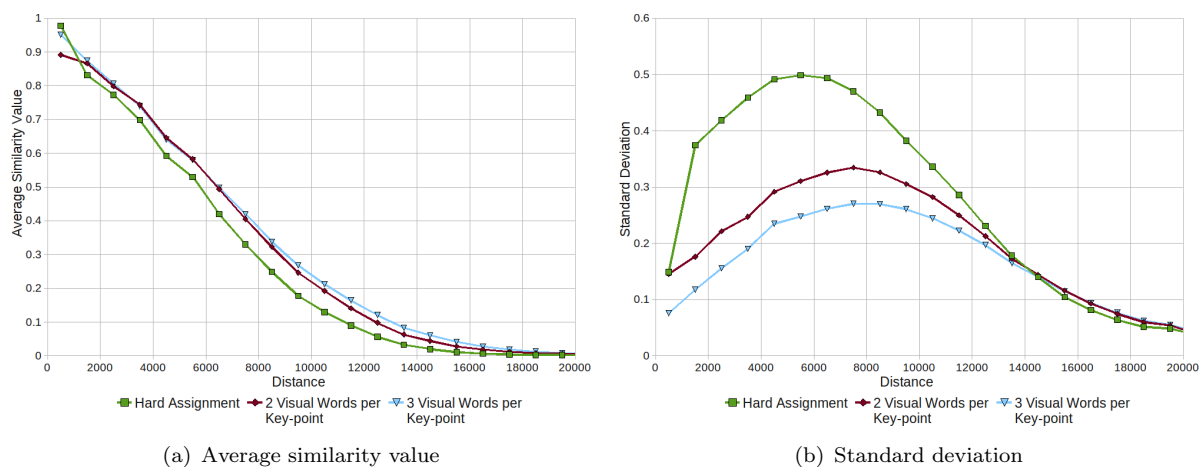 1
0.9
0.8
0.7
0.6
0.5
0.4
0.3
0.2
0.1
0
Average Similarity Value
0 2000 4000 6000 8000 10000 12000 14000 16000 18000 20000
Distance
Hard Assignment 2 Visual Words per Key-point 3 Visual Words per Key-point
(a) Average similarity value
0.6
0.5
0.4
0.3
0.2
0.1
0
Standard Deviation
0 2000 4000 6000 8000 10000 12000 14000 16000 18000 20000
Distance
Hard Assignment 2 Visual Words per Key-point 3 Visual Words per Key-point
(b) Standard deviation